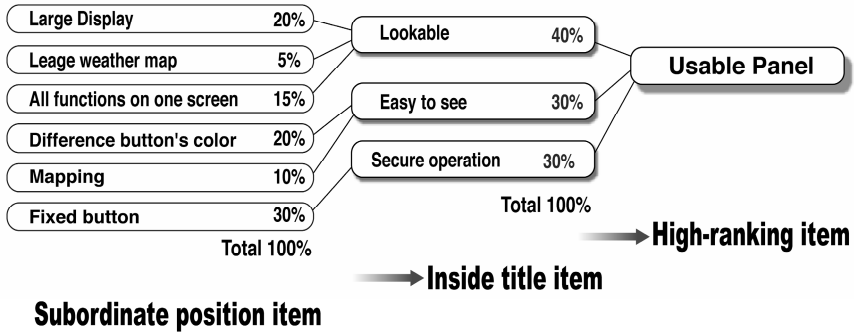 Large Display 20%
Leage weather map 5%
All functions on one screen 15%
Difference button's color 20%
Mapping 10%
Fixed button 30%
Total 100%
Subordinate position item
Lookable 40%
Easy to see 30%
Secure operation 30%
Total 100%
Inside title item
Usable Panel
High-ranking item